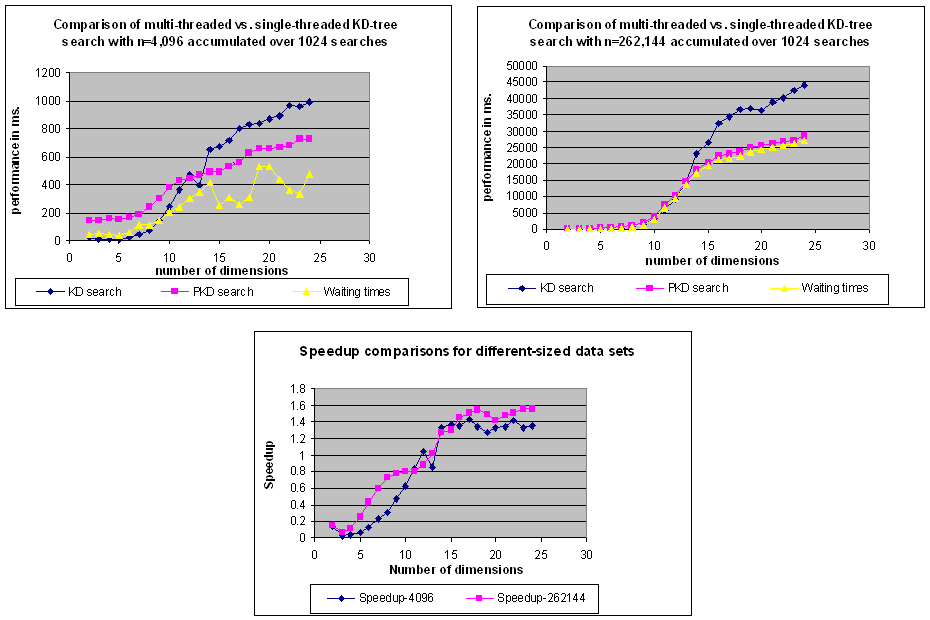 Comparison of multi-threaded vs. single-threaded KD-tree
search with n=4,096 accumulated over 1024 searches
performance in ms.
1200
1000
800
600
400
200
0
0
5
10
15
20
25
30
number of dimensions
KD search
PKD search
Waiting times
Comparison of multi-threaded vs. single-threaded KD-tree
search with n=262,144 accumulated over 1024 searches
performance in ms.
50000
45000
40000
35000
30000
25000
20000
15000
10000
5000
0
0
5
10
15
20
25
30
number of dimensions
KD search
PKD search
Waiting times
Speedup comparisons for different-sized data sets
Speedup
1.8
1.6
1.4
1.2
1
0.8
0.6
0.4
0.2
0
0
5
10
15
20
25
30
Number of dimensions
Speedup-4096
Speedup-262144